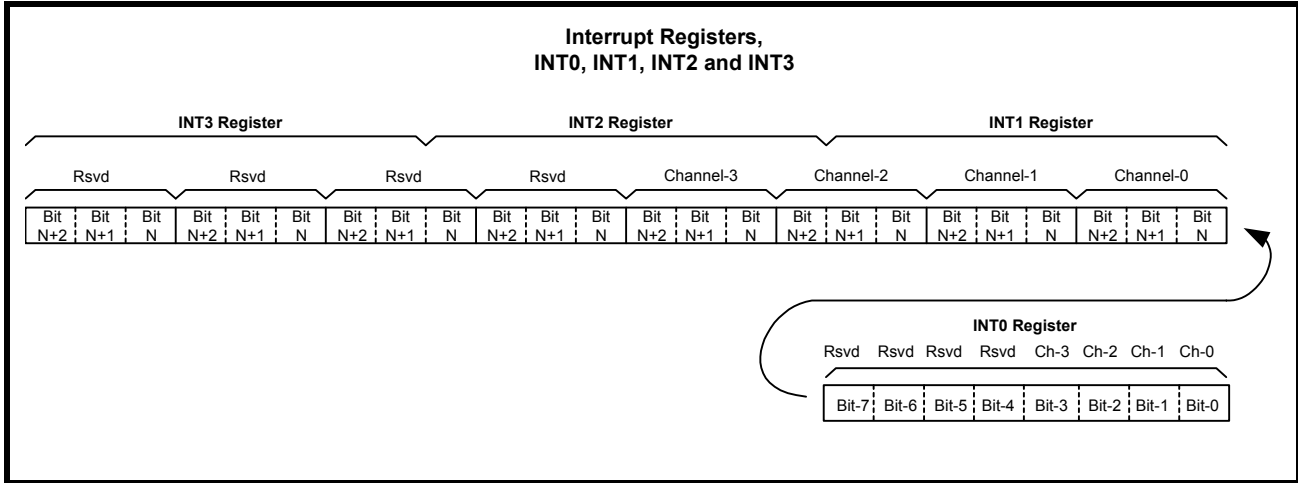 Interrupt Registers,
INT0, INT1, INT2 and INT3
INT3 Register INT2 Register INT1 Register
Rsvd Rsvd Rsvd Rsvd Channel-3 Channel-2 Channel-1 Channel-0
Bit Bit Bit Bit Bit Bit Bit Bit Bit Bit Bit Bit Bit Bit Bit Bit Bit Bit Bit Bit Bit Bit Bit Bit
N+2 N+1 N N+2 N+1 N N+2 N+1 N N+2 N+1 N N+2 N+1 N N+2 N+1 N N+2 N+1 N N+2 N+1 N
INT0 Register
Rsvd Rsvd Rsvd Rsvd Ch-3 Ch-2 Ch-1 Ch-0
Bit-7 Bit-6 Bit-5 Bit-4 Bit-3 Bit-2 Bit-1 Bit-0